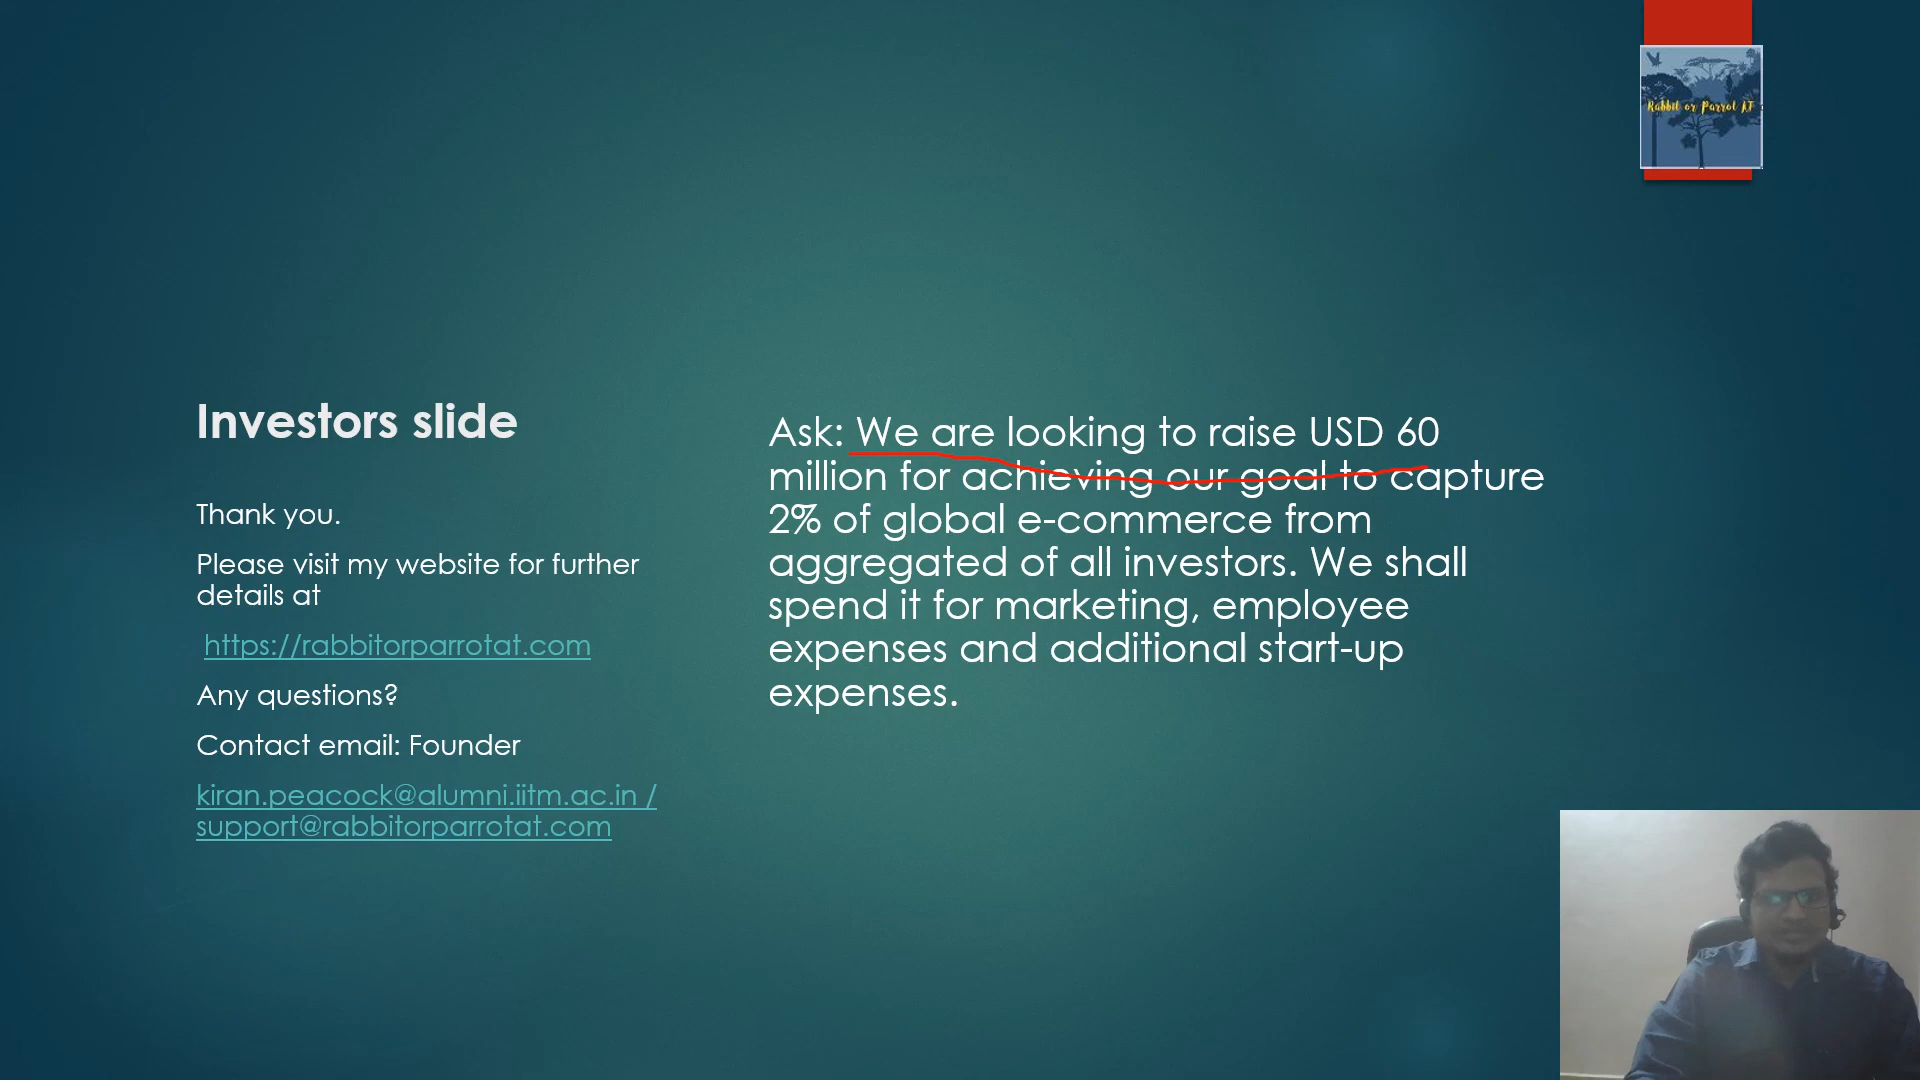 Rabbit or Parrot AT
Investors slide
Thank you.
Please visit my website for further
details at
https://rabbitorparrotat.com
Any questions?
Contact email: Founder
kiran.peacock@alumni.iitm.ac.in /
support@rabbitorparrotat.com
Ask: We are looking to raise USD 60
million for achieving our goal to capture
2% of global e-commerce from
aggregated of all investors. We shall
spend it for marketing, employee
expenses and additional start-up
expenses.